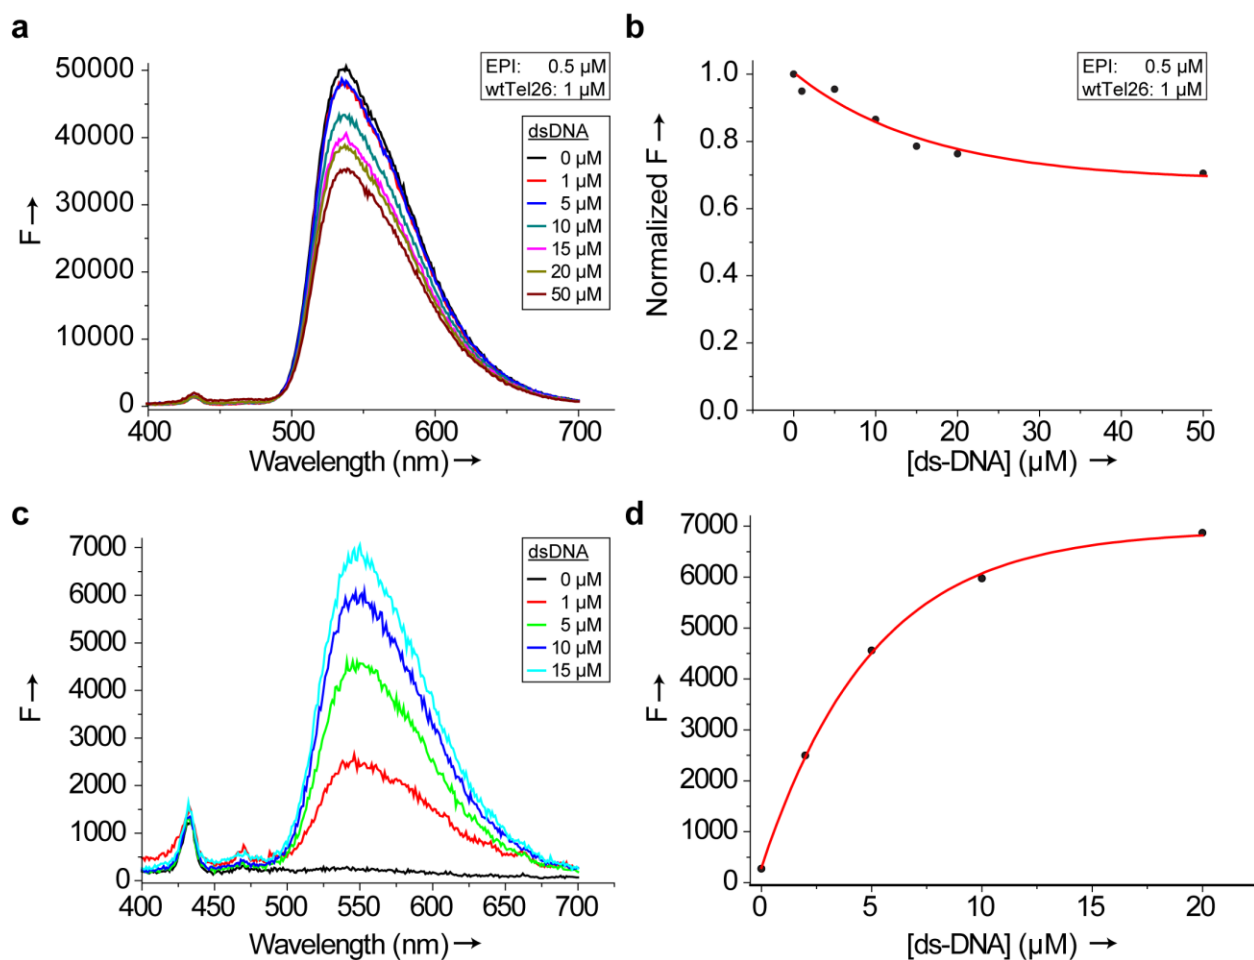 a
50000
40000
30000
20000
10000
0
F→
EPI: 0.5 µM
wtTel26: 1 µM
dsDNA
0 µM
1 µM
5 µM
10 µM
15 µM
20 µM
50 µM
400 500 600 700
Wavelength (nm) →
b
1.0
0.8
0.6
0.4
0.2
0.0
Normalized F→
EPI: 0.5 µM
wtTel26: 1 µM
0 10 20 30 40 50
[ds-DNA] (µM) →
c
7000
6000
5000
4000
3000
2000
1000
0
F→
dsDNA
0 µM
1 µM
5 µM
10 µM
15 µM
400 450 500 550 600 650 700
Wavelength (nm) →
d
7000
6000
5000
4000
3000
2000
1000
0
F→
0 5 10 15 20
[ds-DNA] (µM) →